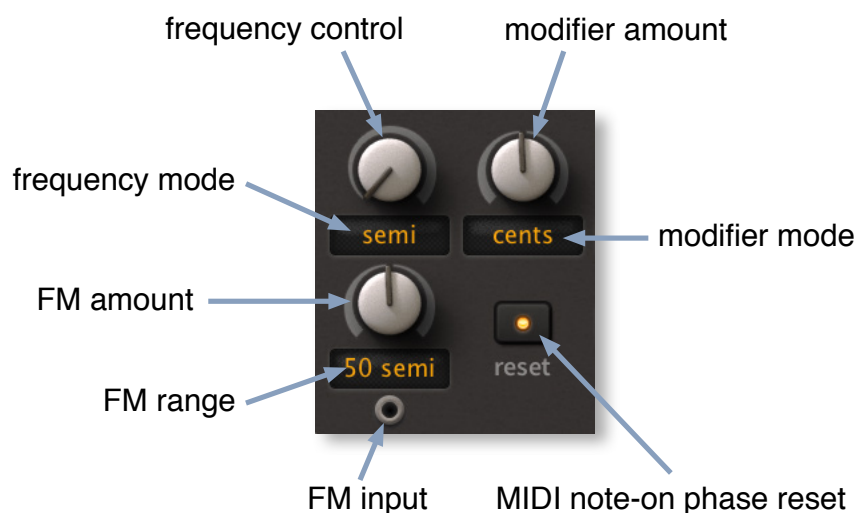 frequency control
modifier amount
frequency mode
semi
cents
modifier mode
FM amount
50 semi
reset
FM range
FM input
MIDI note-on phase reset